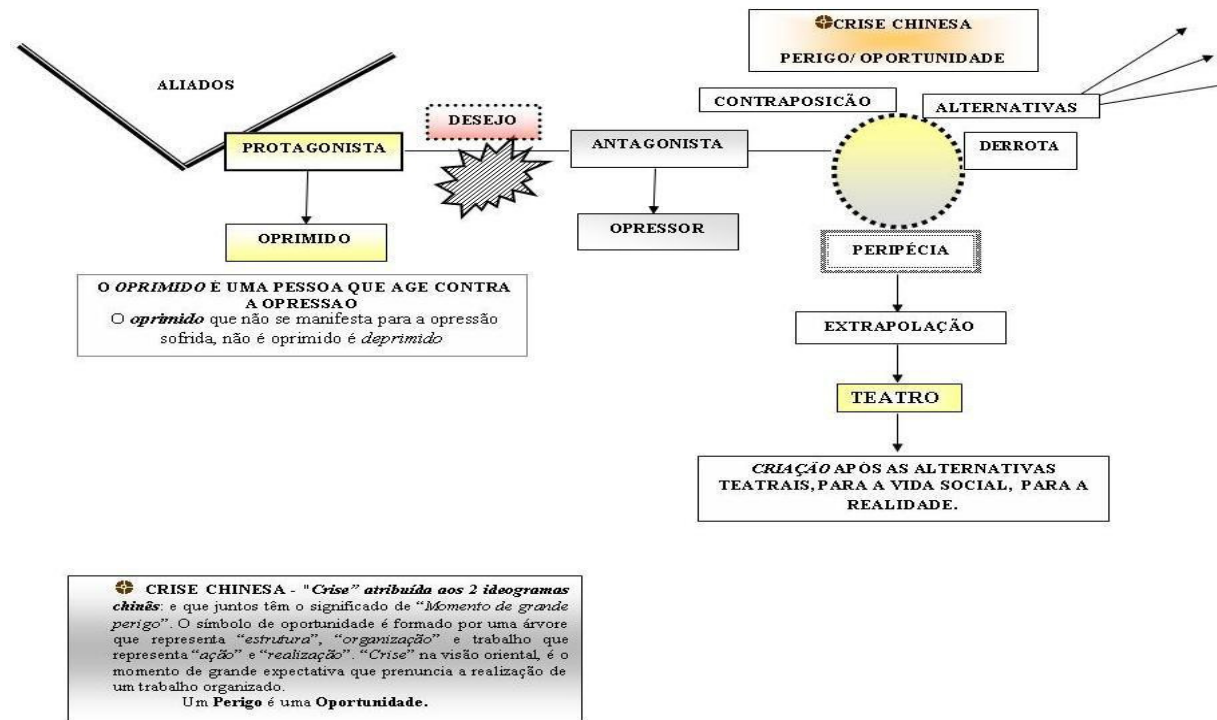 CRISE CHINESA
PERIGO/ OPORTUNIDADE
ALIADOS
CONTRAPOSICÃO
ALTERNATIVAS
DESEJO
PROTAGONISTA
ANTAGONISTA
DERROTA
OPRIMIDO
OPRESSOR
PERIPÉCIA
O OPRIMIDO É UMA PESSOA QUE AGE CONTRA
A OPRESSAO
O oprimido que não se manifesta para a opressão
sofrida, não é oprimido é deprimido
EXTRAPOLAÇÃO
TEATRO
CRIAÇÃO APÓS AS ALTERNATIVAS
TEATRAIS, PARA A VIDA SOCIAL, PARA A
REALIDADE.
CRISE CHINESA - "Crise" atribuída aos 2 ideogramas
chinês: e que juntos têm o significado de "Momento de grande
perigo". O símbolo de oportunidade é formado por uma árvore
que representa "estrutura", "organização" e trabalho que
representa "ação" e "realização". "Crise" na visão oriental, é o
momento de grande expectativa que prenuncia a realização de
um trabalho organizado.
Um Perigo é uma Oportunidade.